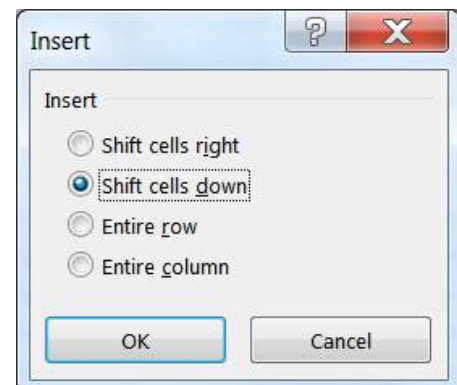 Insert
Insert
Shift cells right
Shift cells down
Entire row
Entire column
OK
Cancel